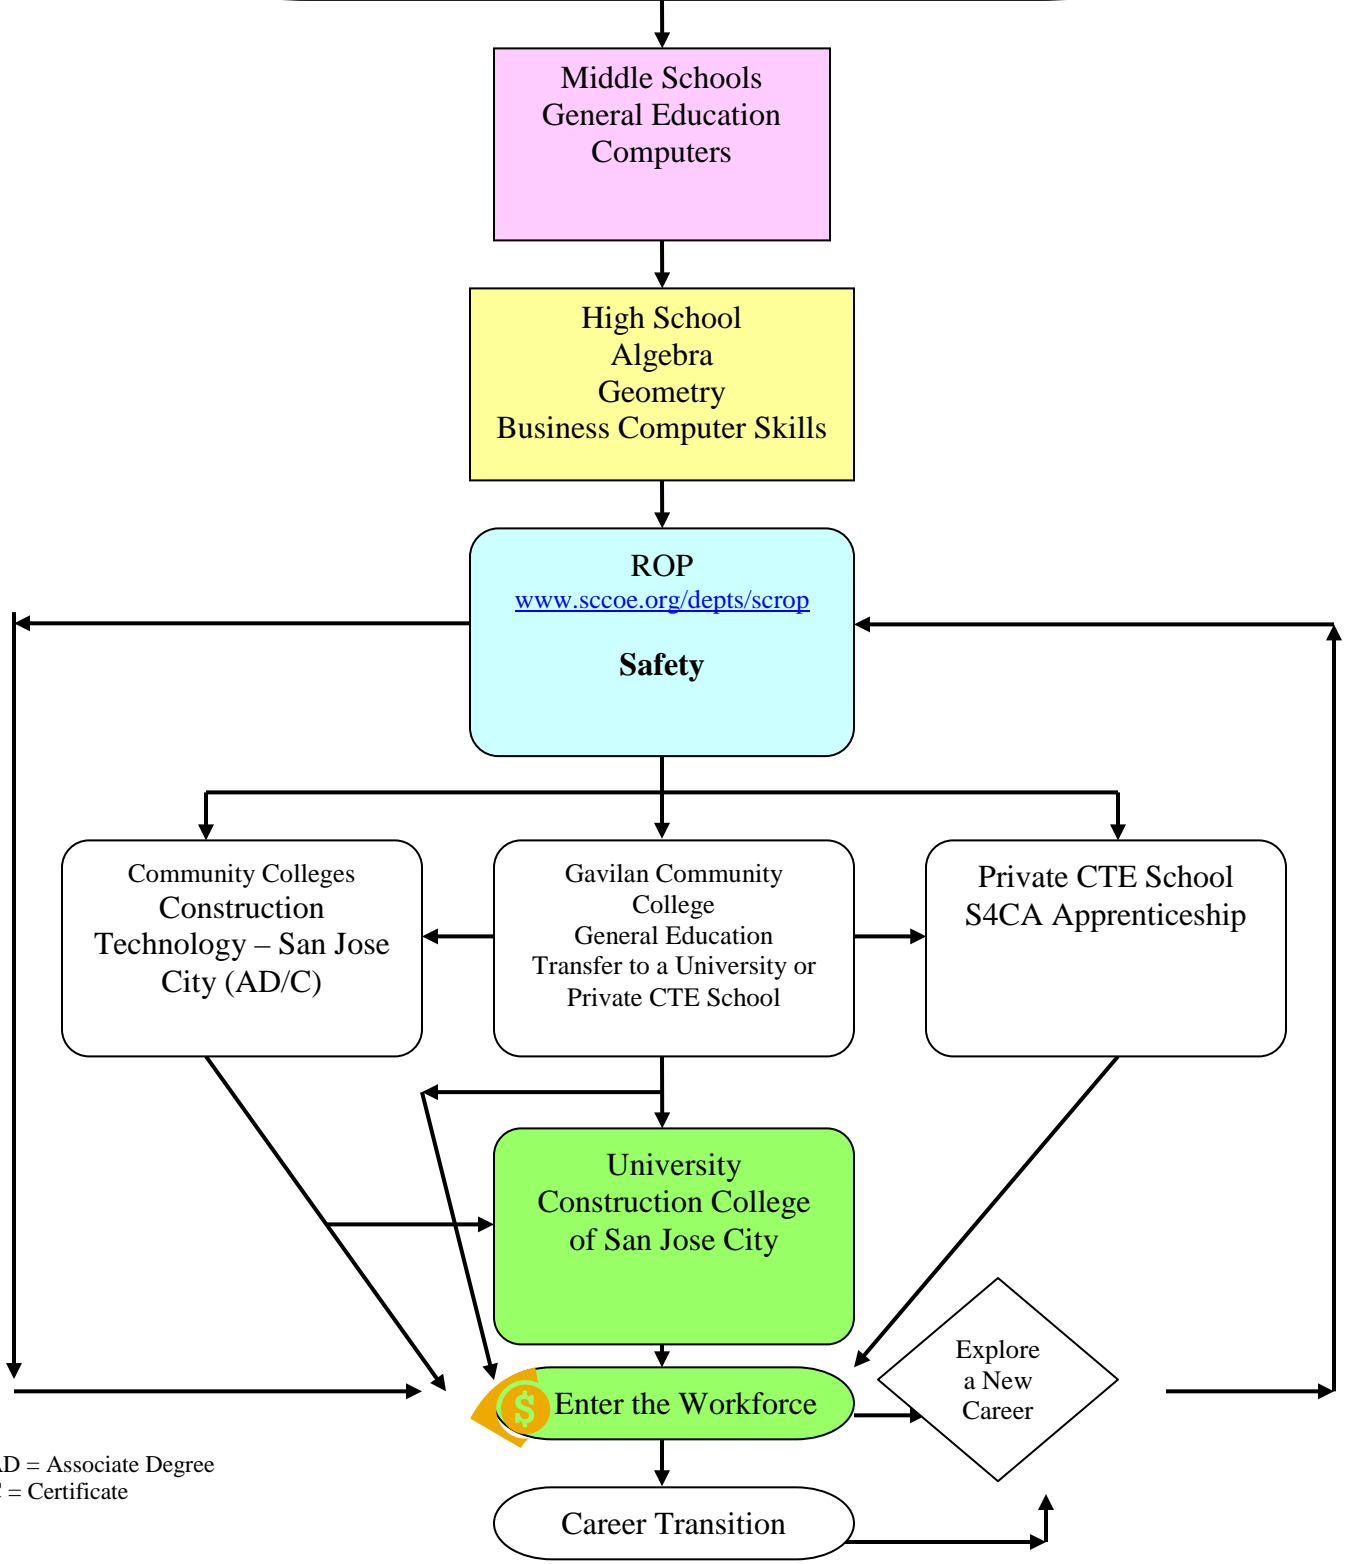 Middle Schools
General Education
Computers
High School
Algebra
Geometry
Business Computer Skills
ROP
www.sccoe.org/depts/scrop
Safety
Community Colleges
Construction
Technology – San Jose
City (AD/C)
Gavilan Community
College
General Education
Transfer to a University or
Private CTE School
Private CTE School
S4CA Apprenticeship
University
Construction College
of San Jose City
Explore
a New
Career
$ Enter the Workforce
AD = Associate Degree
C = Certificate
Career Transition